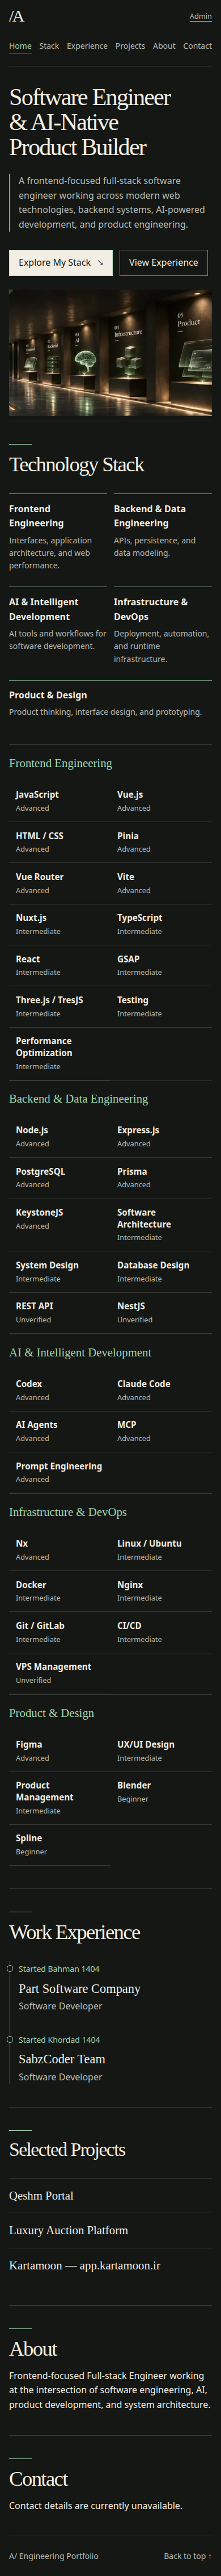 /A
Admin
Home Stack Experience Projects About Contact
Software Engineer
& AI-Native
Product Builder
A frontend-focused full-stack software
engineer working across modern web
technologies, backend systems, AI-powered
development, and product engineering.
Explore My Stack ↘ View Experience
AI
Infrastructure
05
Product
Technology Stack
Frontend
Engineering
Interfaces, application
architecture, and web
performance.
Backend & Data
Engineering
APIs, persistence, and
data modeling.
AI & Intelligent
Development
AI tools and workflows for
software development.
Infrastructure &
DevOps
Deployment, automation,
and runtime
infrastructure.
Product & Design
Product thinking, interface design, and prototyping.
Frontend Engineering
JavaScript
Advanced
Vue.js
Advanced
HTML / CSS
Advanced
Pinia
Advanced
Vue Router
Advanced
Vite
Advanced
Nuxt.js
Intermediate
TypeScript
Intermediate
React
Intermediate
GSAP
Intermediate
Three.js / TresJS
Intermediate
Testing
Intermediate
Performance
Optimization
Intermediate
Backend & Data Engineering
Node.js
Advanced
Express.js
Advanced
PostgreSQL
Advanced
Prisma
Advanced
KeystoneJS
Advanced
Software
Architecture
Intermediate
System Design
Intermediate
Database Design
Intermediate
REST API
Unverified
NestJS
Unverified
AI & Intelligent Development
Codex
Advanced
Claude Code
Advanced
AI Agents
Advanced
MCP
Advanced
Prompt Engineering
Advanced
Infrastructure & DevOps
Nx
Advanced
Linux / Ubuntu
Intermediate
Docker
Intermediate
Nginx
Intermediate
Git / GitLab
Intermediate
CI/CD
Intermediate
VPS Management
Unverified
Product & Design
Figma
Advanced
UX/UI Design
Intermediate
Product
Management
Intermediate
Blender
Beginner
Spline
Beginner
Work Experience
Started Bahman 1404
Part Software Company
Software Developer
Started Khordad 1404
SabzCoder Team
Software Developer
Selected Projects
Qeshm Portal
Luxury Auction Platform
Kartamoon — app.kartamoon.ir
About
Frontend-focused Full-stack Engineer working
at the intersection of software engineering, AI,
product development, and system architecture.
Contact
Contact details are currently unavailable.
A/ Engineering Portfolio Back to top ↑